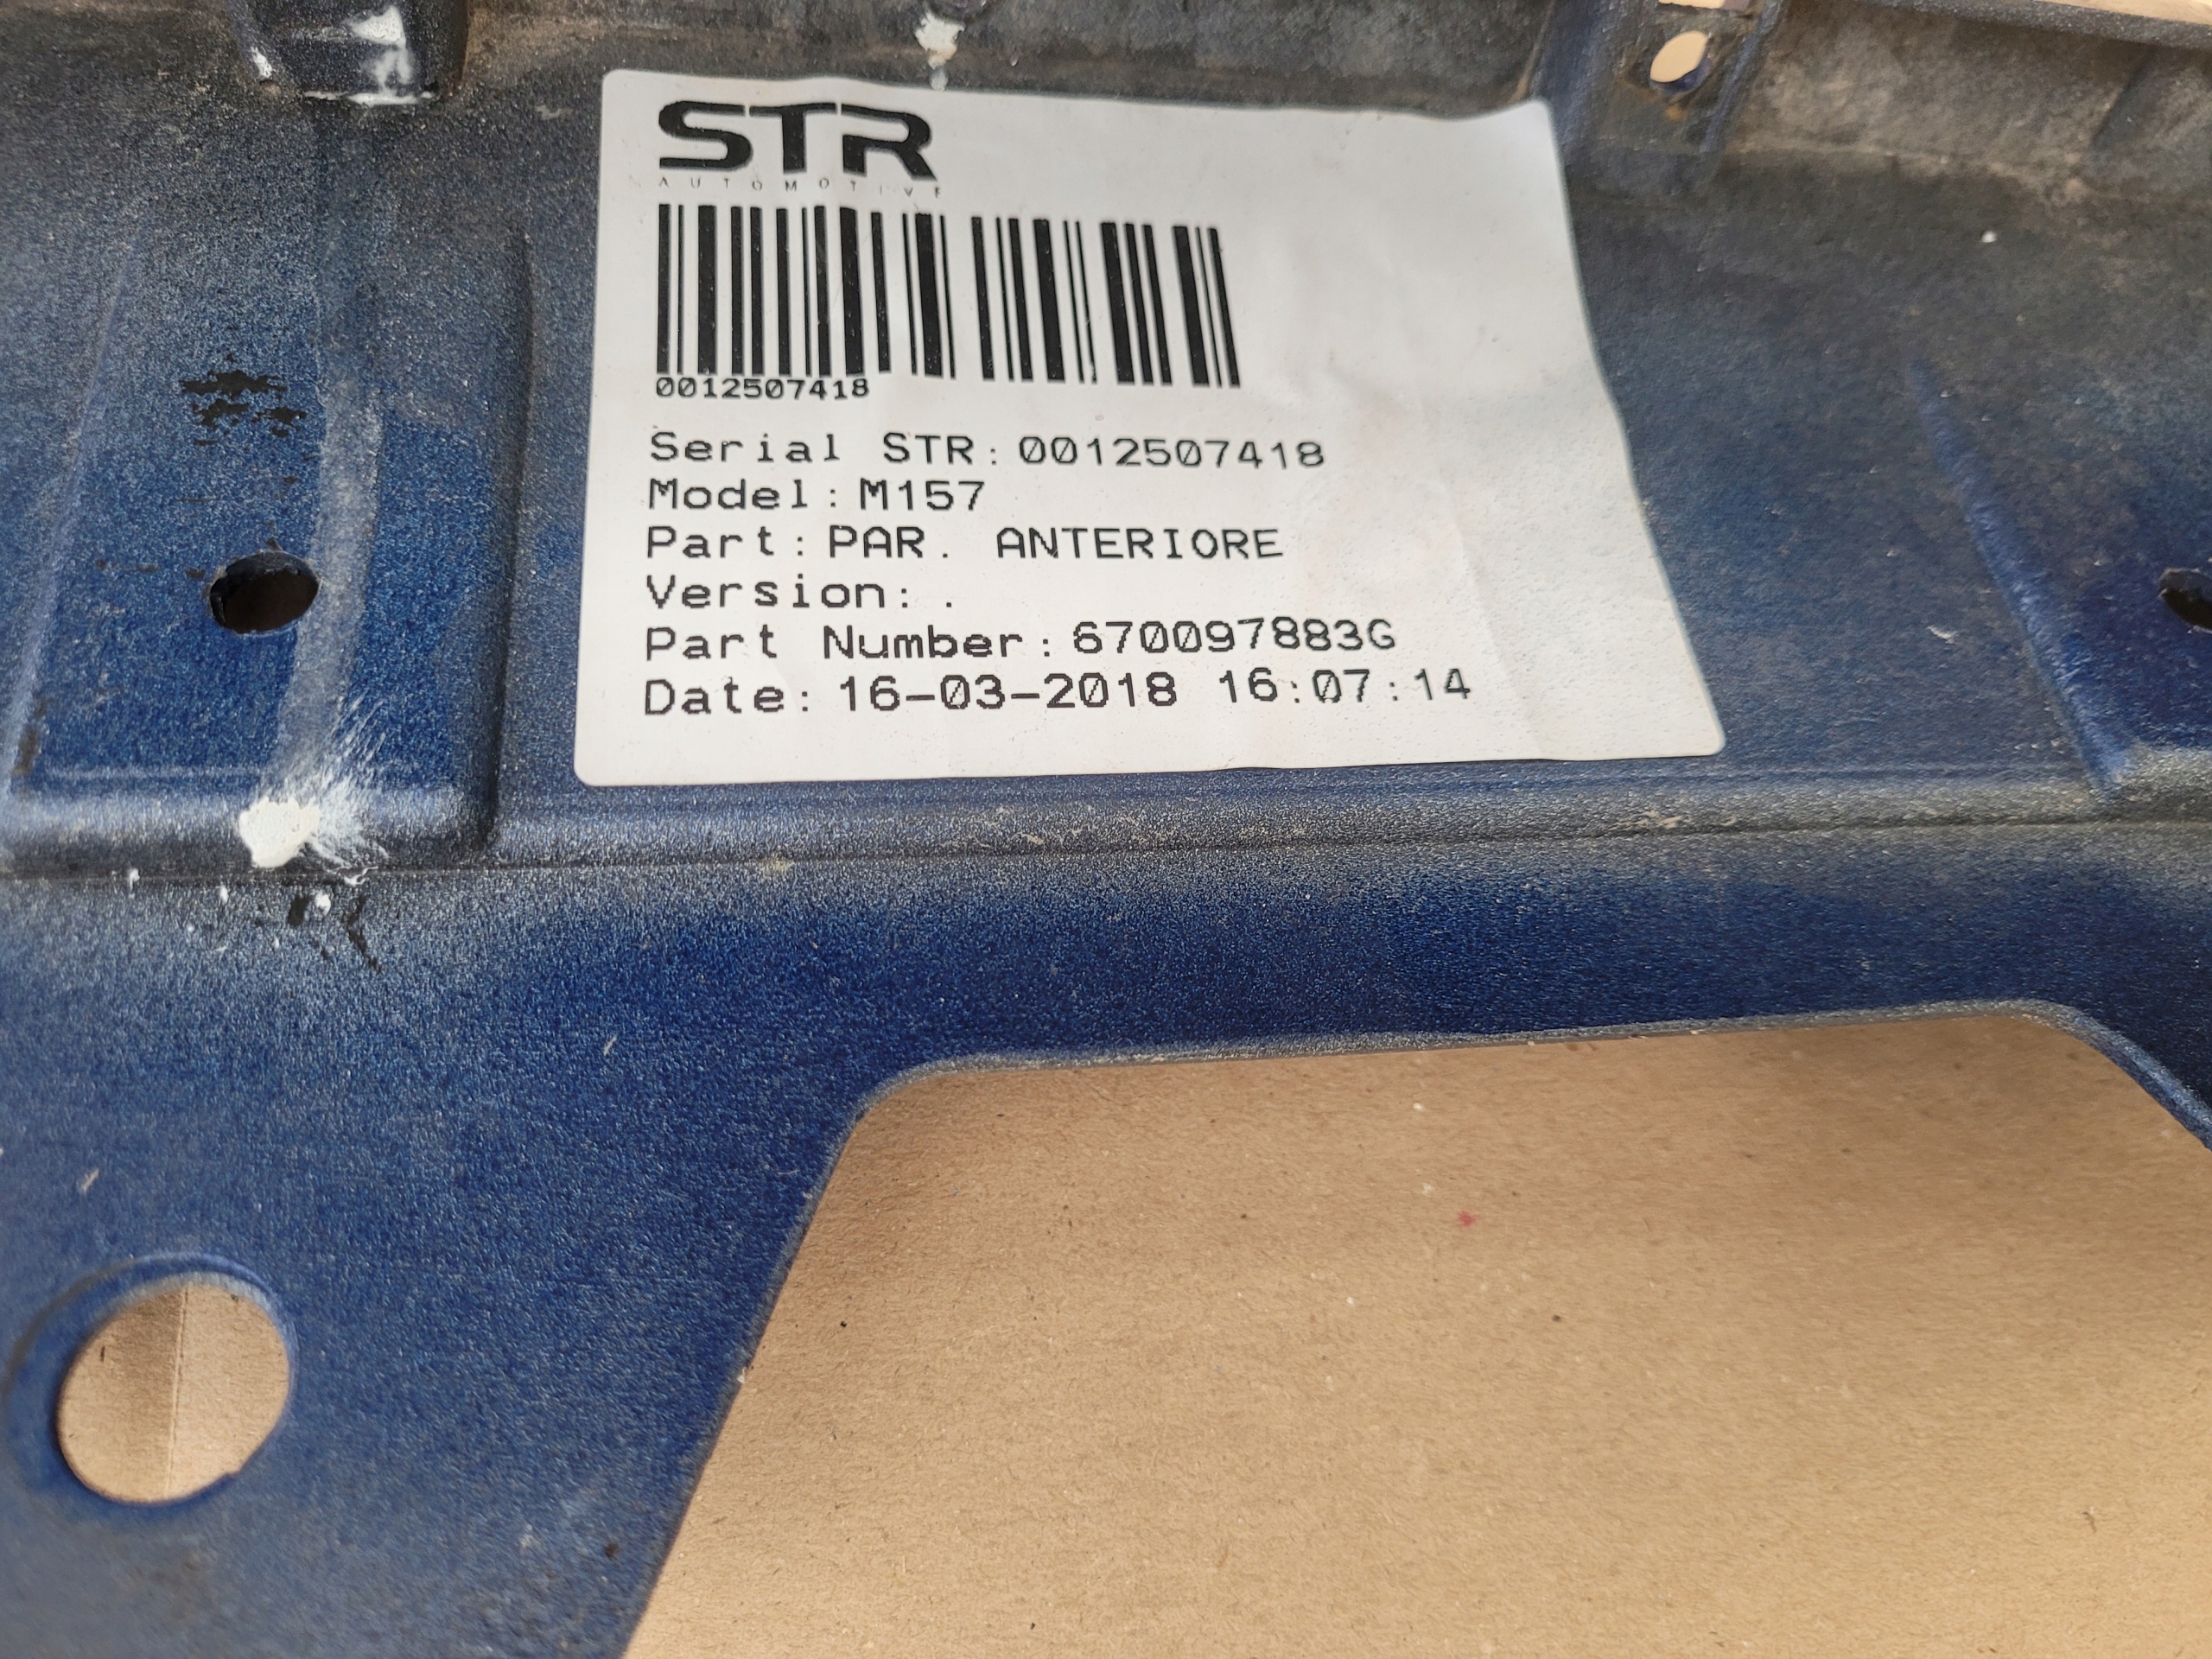 STR
AUTOMOTIVE
0012507418
Serial STR: 0012507418
Model: M157
Part: PAR. ANTERIORE
Version: .
Part Number: 670097883G
Date: 16-03-2018 16:07:14